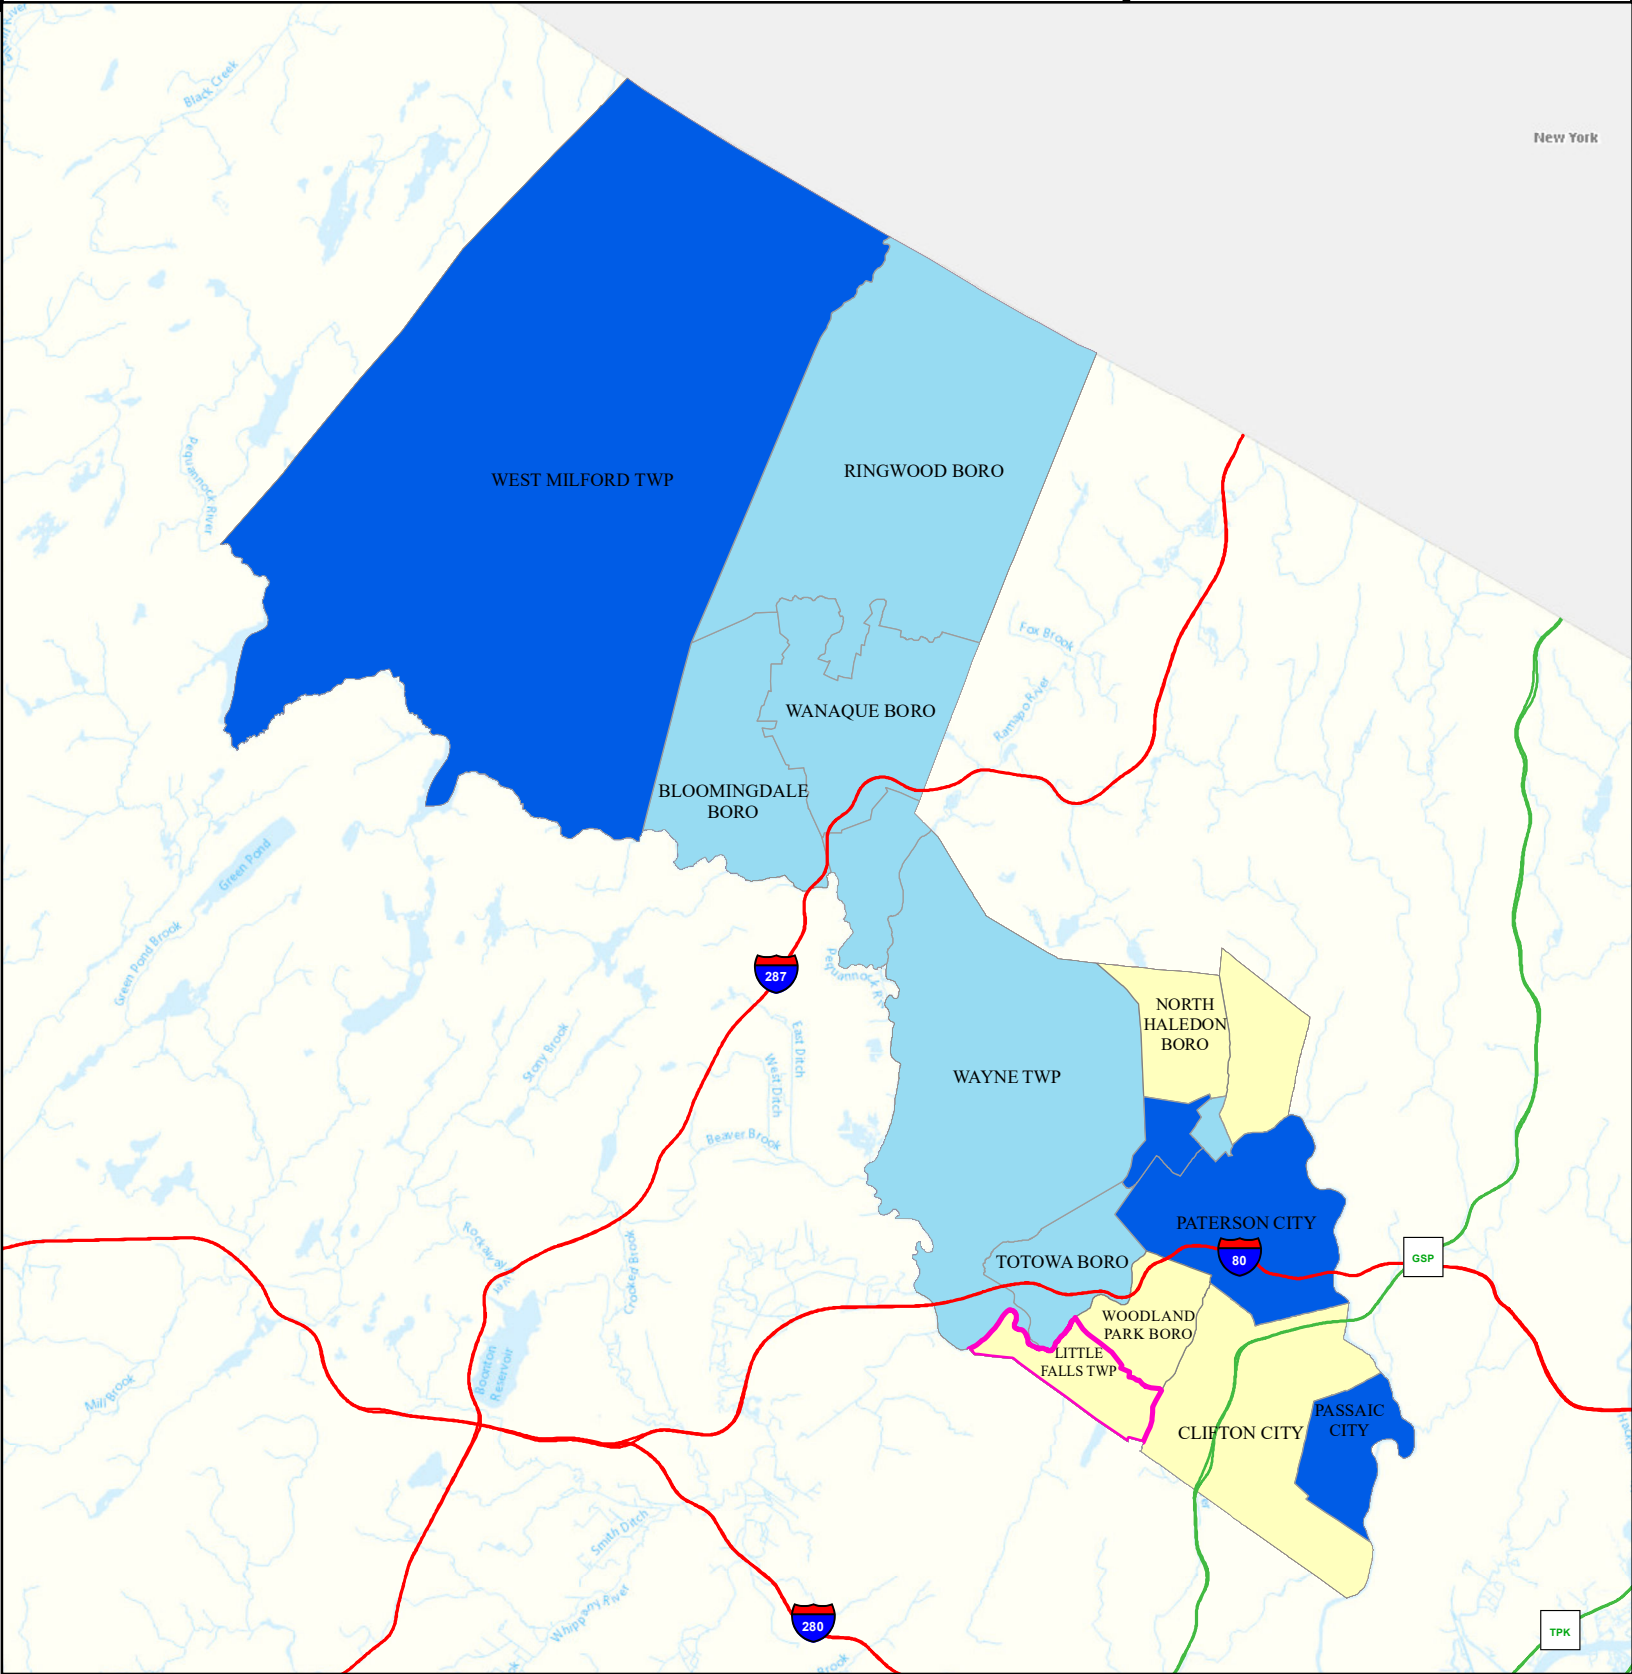 New York
Black Creek
Pequannock River
WEST MILFORD TWP
RINGWOOD BORO
Fox Brook
Ramapo River
WANAQUE BORO
BLOOMINGDALE
BORO
Green Pond
Green Pond Brook
287
Pequannock
East Ditch
West Ditch
Stony Brook
Beaver Brook
NORTH
HALEDON
BORO
WAYNE TWP
PATERSON CITY
80
GSP
TOTOWA BORO
Crooked Brook
WOODLAND
PARK BORO
LITTLE
FALLS TWP
Boonton
Reservoir
Mill Brook
PASSAIC
CITY
CLIFTON CITY
Smith Ditch
Whippany River
280
TPK
Brook